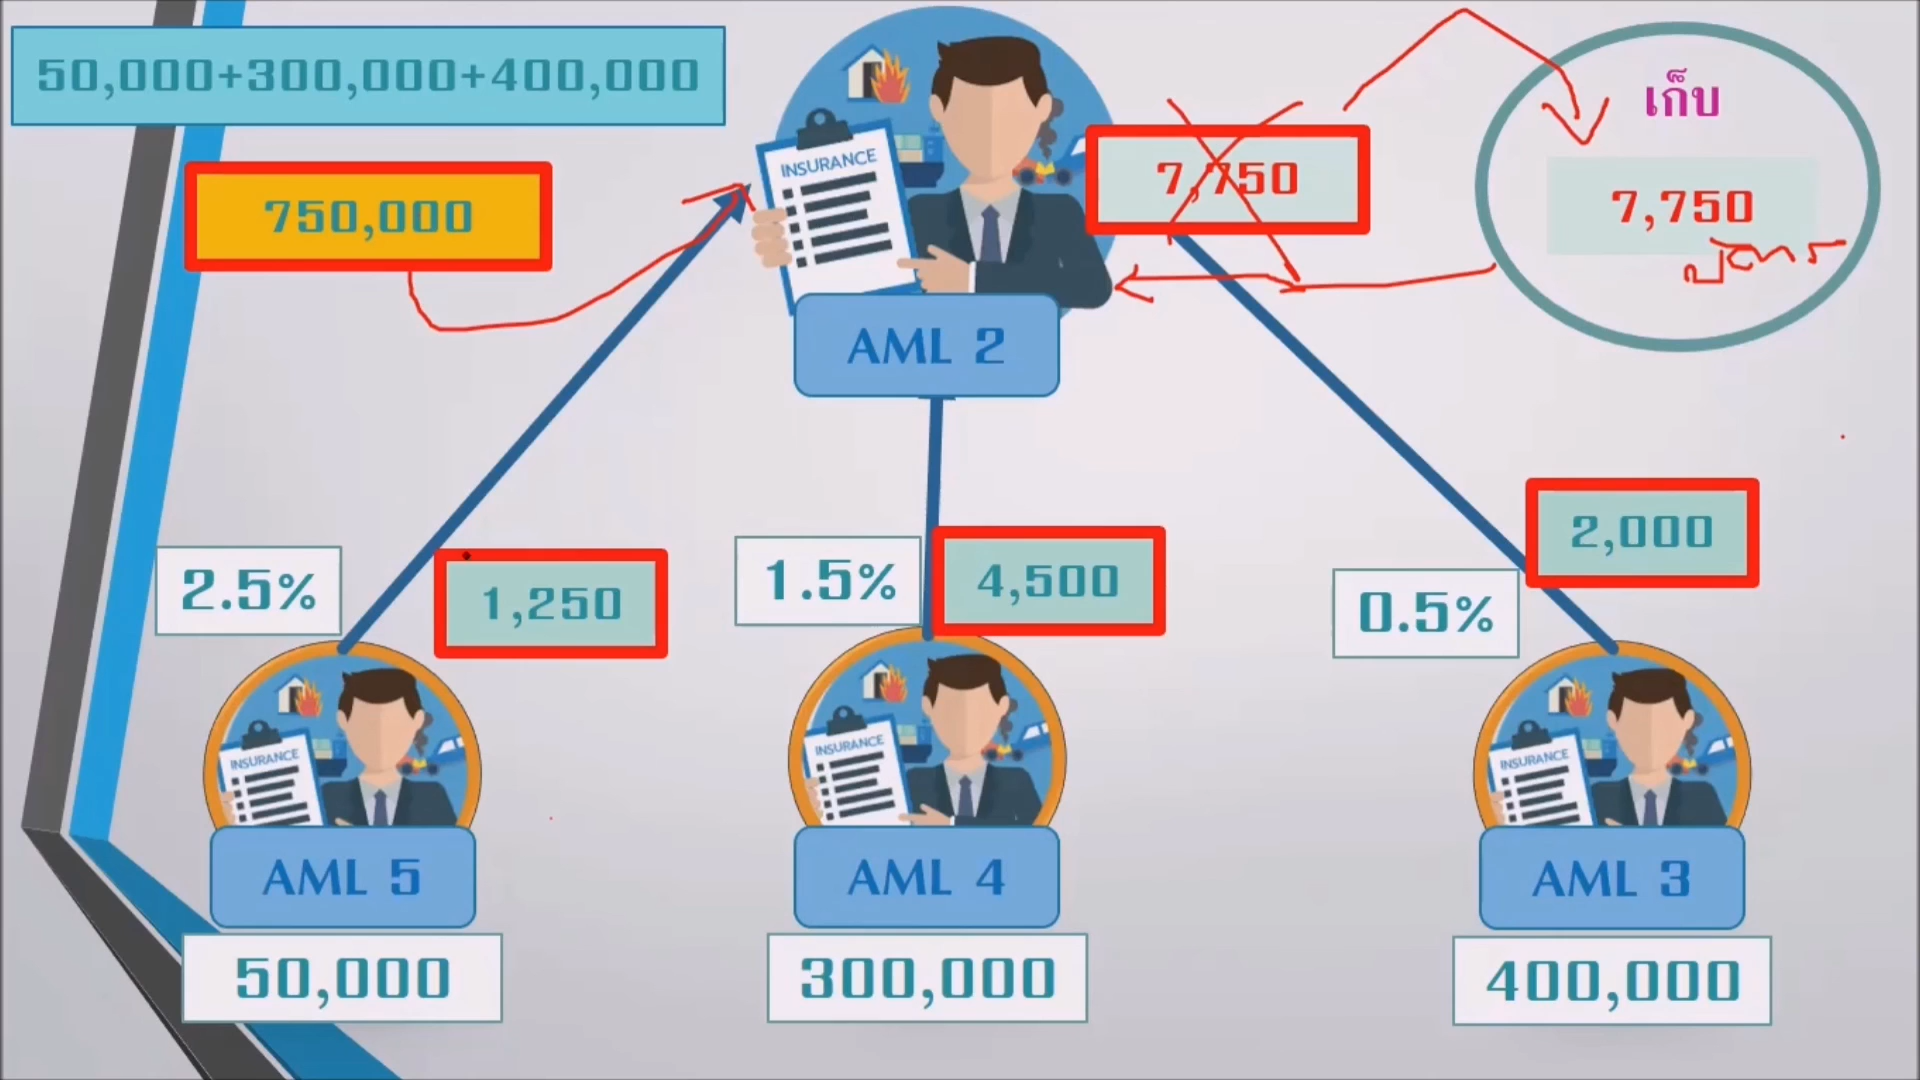 50,000+300,000+400,000
750,000
INSURANCE
7,750
เก็บ
7,750
AML 2
2.5%
1,250
1.5%
4,500
0.5%
2,000
INSURANCE
INSURANCE
INSURANCE
AML 5
AML 4
AML 3
50,000
300,000
400,000